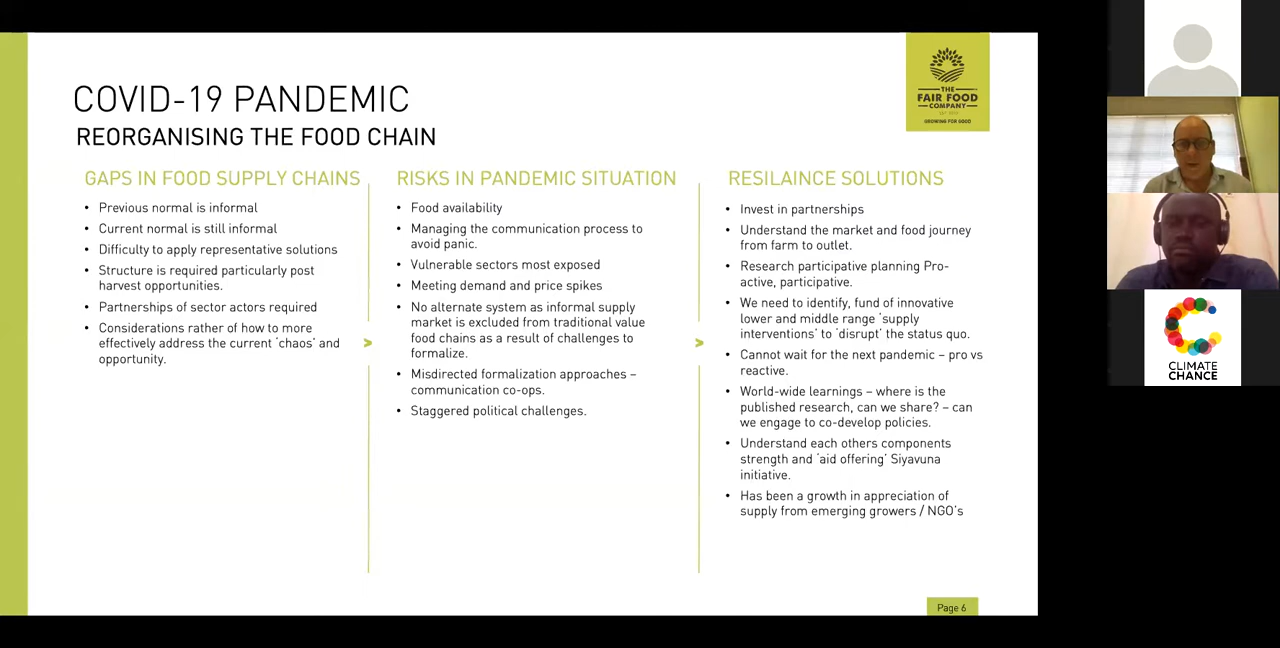 COVID-19 PANDEMIC
REORGANISING THE FOOD CHAIN
THE
FAIR FOOD
COMPANY
GROWING FOR GOOD
GAPS IN FOOD SUPPLY CHAINS
• Previous normal is informal
• Current normal is still informal
• Difficulty to apply representative solutions
• Structure is required particularly post
harvest opportunities.
• Partnerships of sector actors required
• Considerations rather of how to more
effectively address the current ‘chaos’ and
opportunity.
>
RISKS IN PANDEMIC SITUATION
• Food availability
• Managing the communication process to
avoid panic.
• Vulnerable sectors most exposed
• Meeting demand and price spikes
• No alternate system as informal supply
market is excluded from traditional value
food chains as a result of challenges to
formalize.
• Misdirected formalization approaches –
communication co-ops.
• Staggered political challenges.
>
RESILAINCE SOLUTIONS
• Invest in partnerships
• Understand the market and food journey
from farm to outlet.
• Research participative planning Pro-
active, participative.
• We need to identify, fund of innovative
lower and middle range ‘supply
interventions’ to ‘disrupt’ the status quo.
• Cannot wait for the next pandemic – pro vs
reactive.
• World-wide learnings – where is the
published research, can we share? – can
we engage to co-develop policies.
• Understand each others components
strength and ‘aid offering’ Siyavuna
initiative.
• Has been a growth in appreciation of
supply from emerging growers / NGO’s
Page 6
CLIMATE
CHANCE